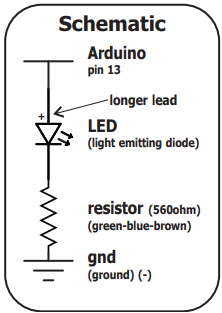 Schematic
Arduino
pin 13
longer lead
+
LED
(light emitting diode)
resistor (560ohm)
(green-blue-brown)
gnd
(ground) (-)